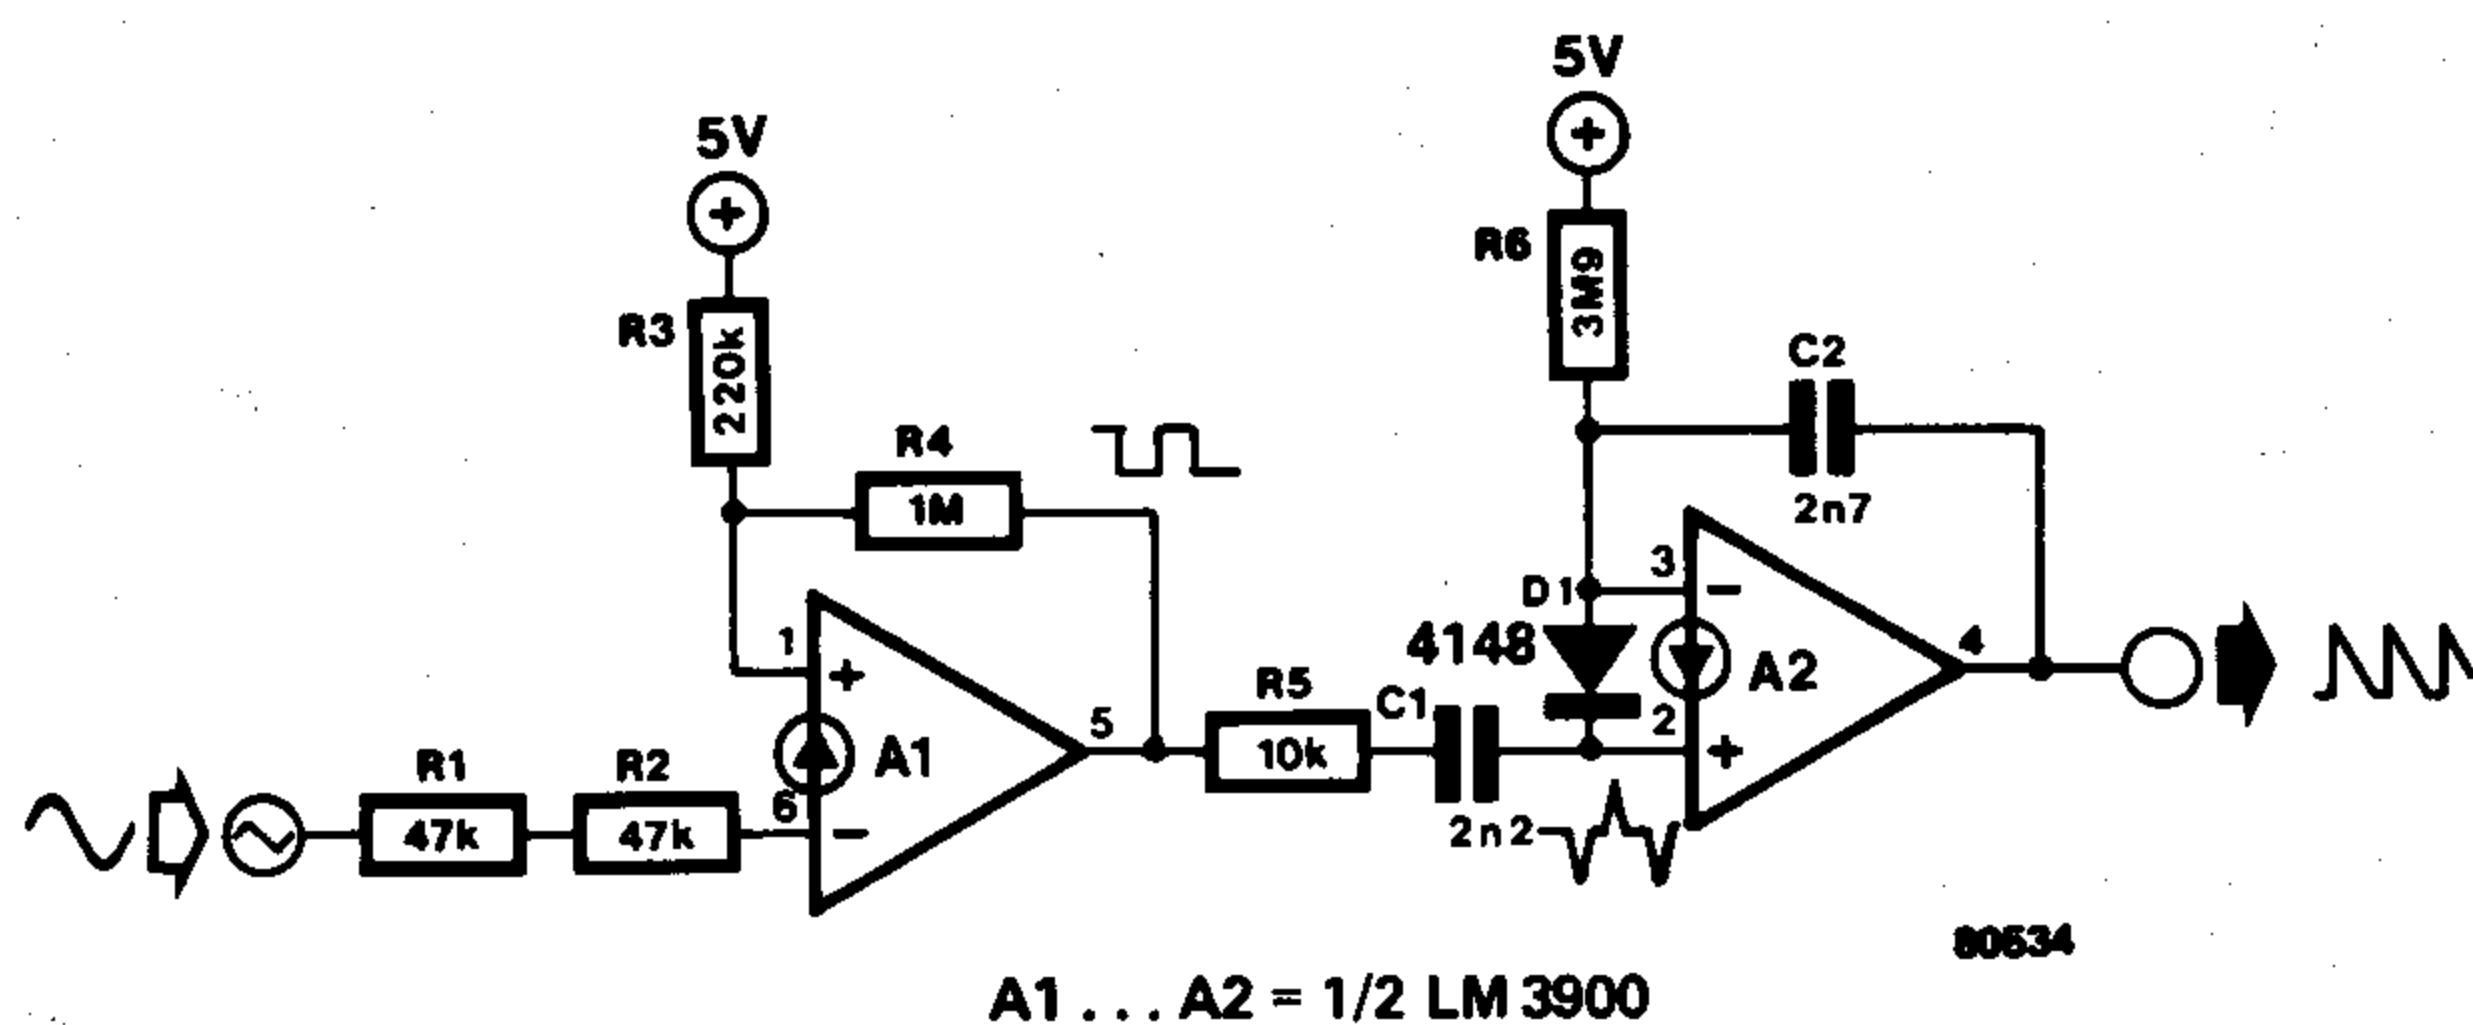 5V
5V
+
+
R3
220k
R6
3M9
R4
1M
C2
2n7
1
+
A1
6
-
5
R1
47k
R2
47k
R5
10k
C1
2n2
D1
4148
3
-
A2
2
+
4
80534
A1...A2 = 1/2 LM 3900